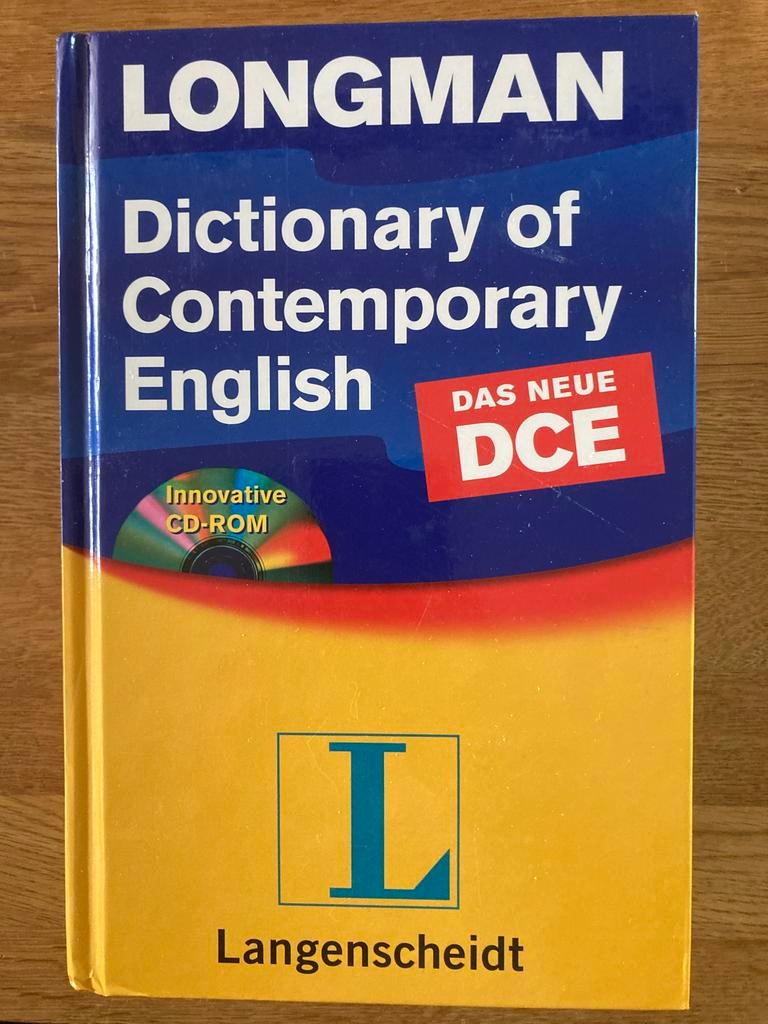 LONGMAN
Dictionary of
Contemporary
English
DAS NEUE
DCE
Innovative
CD-ROM
L
Langenscheidt